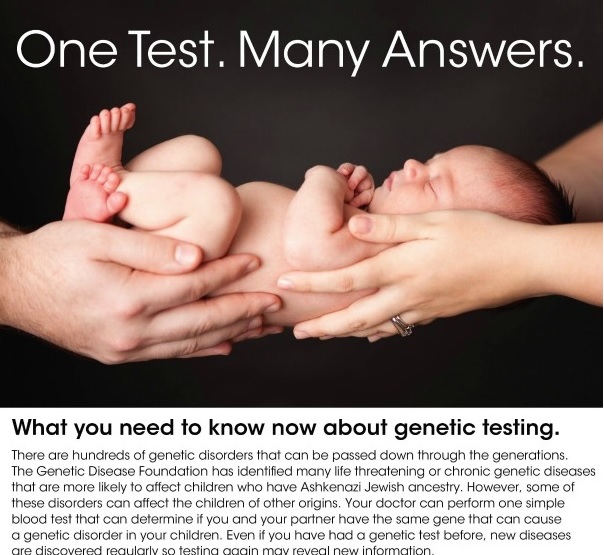 One Test. Many Answers.
What you need to know now about genetic testing.
There are hundreds of genetic disorders that can be passed down through the generations.
The Genetic Disease Foundation has identified many life threatening or chronic genetic diseases
that are more likely to affect children who have Ashkenazi Jewish ancestry. However, some of
these disorders can affect the children of other origins. Your doctor can perform one simple
blood test that can determine if you and your partner have the same gene that can cause
a genetic disorder in your children. Even if you have had a genetic test before, new diseases
are discovered regularly so testing again may reveal new information.